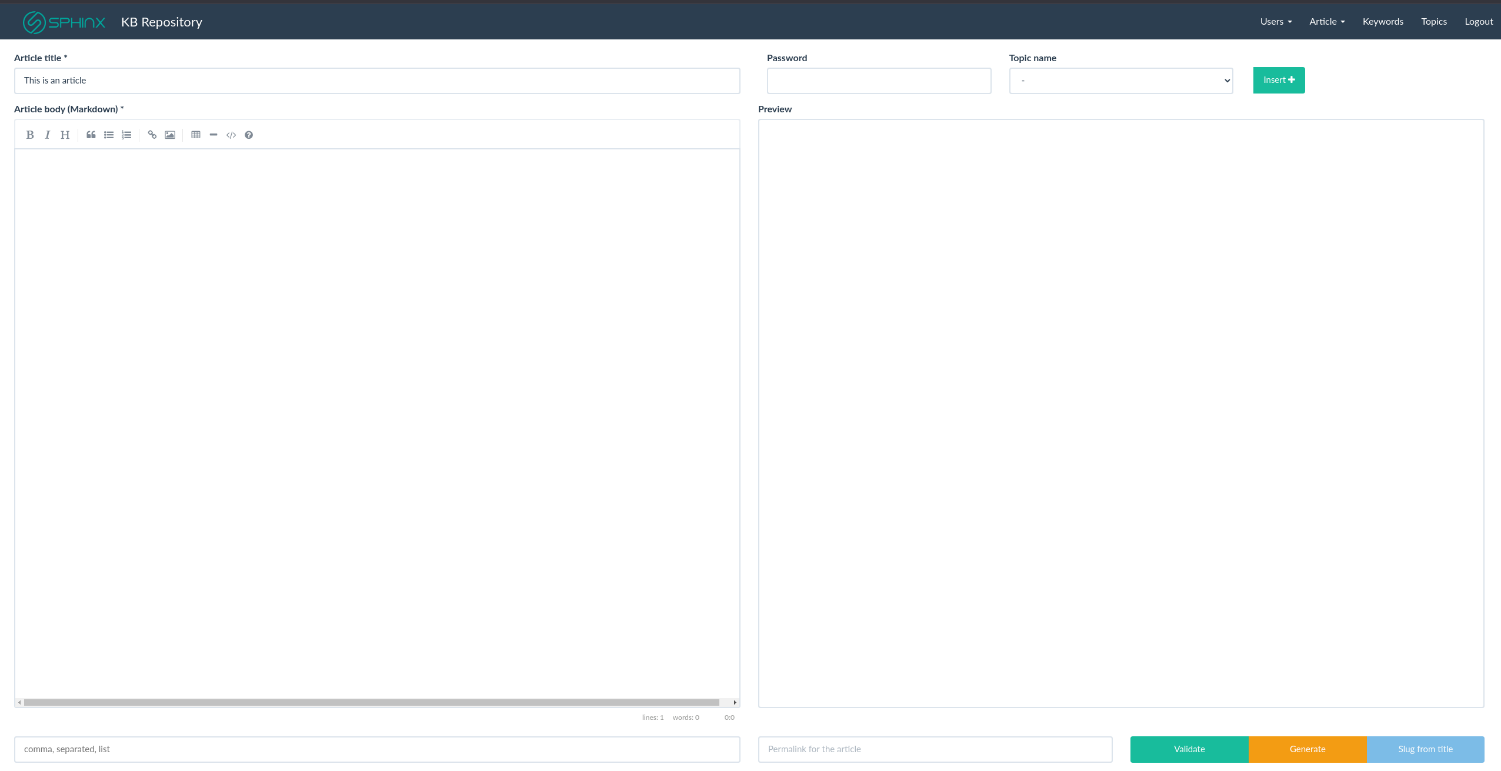 SPHINX KB Repository Users Article Keywords Topics Logout
Article title * Password Topic name
This is an article - Insert
Article body (Markdown) * Preview
B I H
lines: 1 words: 0 0:0
comma, separated, list Permalink for the article Validate Generate Slug from title